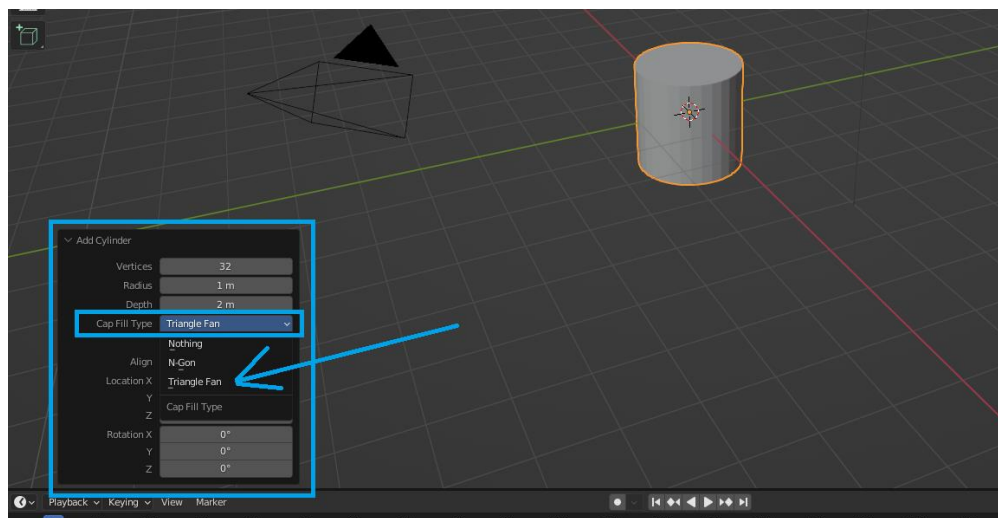 Add Cylinder
Vertices 32
Radius 1 m
Depth 2 m
Cap Fill Type Triangle Fan
Nothing
Align N-Gon
Location X Triangle Fan
Y Cap Fill Type
Z
Rotation X 0°
Y 0°
Z 0°
Playback Keying View Marker